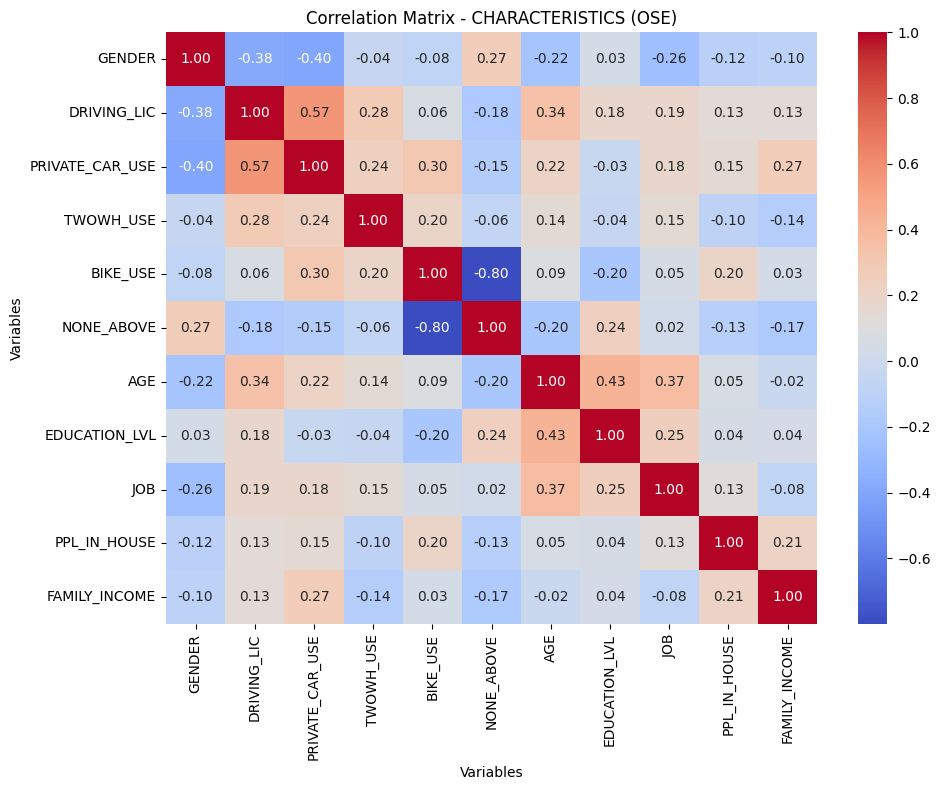 Correlation Matrix - CHARACTERISTICS (OSE)
GENDER 1.00 -0.38 -0.40 -0.04 -0.08 0.27 -0.22 0.03 -0.26 -0.12 -0.10
DRIVING_LIC -0.38 1.00 0.57 0.28 0.06 -0.18 0.34 0.18 0.19 0.13 0.13
PRIVATE_CAR_USE -0.40 0.57 1.00 0.24 0.30 -0.15 0.22 -0.03 0.18 0.15 0.27
TWOWH_USE -0.04 0.28 0.24 1.00 0.20 -0.06 0.14 -0.04 0.15 -0.10 -0.14
BIKE_USE -0.08 0.06 0.30 0.20 1.00 -0.80 0.09 -0.20 0.05 0.20 0.03
NONE_ABOVE 0.27 -0.18 -0.15 -0.06 -0.80 1.00 -0.20 0.24 0.02 -0.13 -0.17
AGE -0.22 0.34 0.22 0.14 0.09 -0.20 1.00 0.43 0.37 0.05 -0.02
EDUCATION_LVL 0.03 0.18 -0.03 -0.04 -0.20 0.24 0.43 1.00 0.25 0.04 0.04
JOB -0.26 0.19 0.18 0.15 0.05 0.02 0.37 0.25 1.00 0.13 -0.08
PPL_IN_HOUSE -0.12 0.13 0.15 -0.10 0.20 -0.13 0.05 0.04 0.13 1.00 0.21
FAMILY_INCOME -0.10 0.13 0.27 -0.14 0.03 -0.17 -0.02 0.04 -0.08 0.21 1.00
Variables
GENDER
DRIVING_LIC
PRIVATE_CAR_USE
TWOWH_USE
BIKE_USE
NONE_ABOVE
AGE
EDUCATION_LVL
JOB
PPL_IN_HOUSE
FAMILY_INCOME
Variables
1.0
0.8
0.6
0.4
0.2
0.0
−0.2
−0.4
−0.6